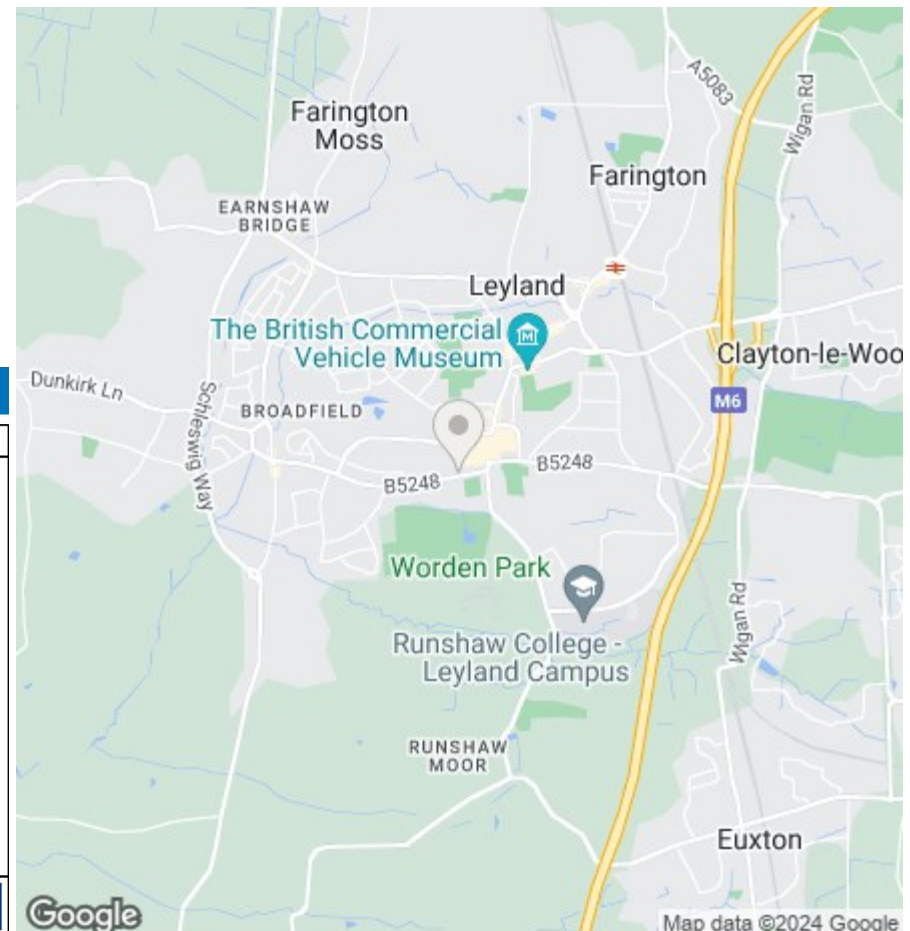 A5083
Wigan Rd
Farington
Moss
Farington
EARNSHAW
BRIDGE
Leyland
The British Commercial
Vehicle Museum
Clayton-le-Woo
Dunkirk Ln
Schleswig Way
BROADFIELD
M6
B5248
B5248
Worden Park
Runshaw College -
Leyland Campus
Wigan Rd
RUNSHAW
MOOR
Euxton
Google
Map data ©2024 Google